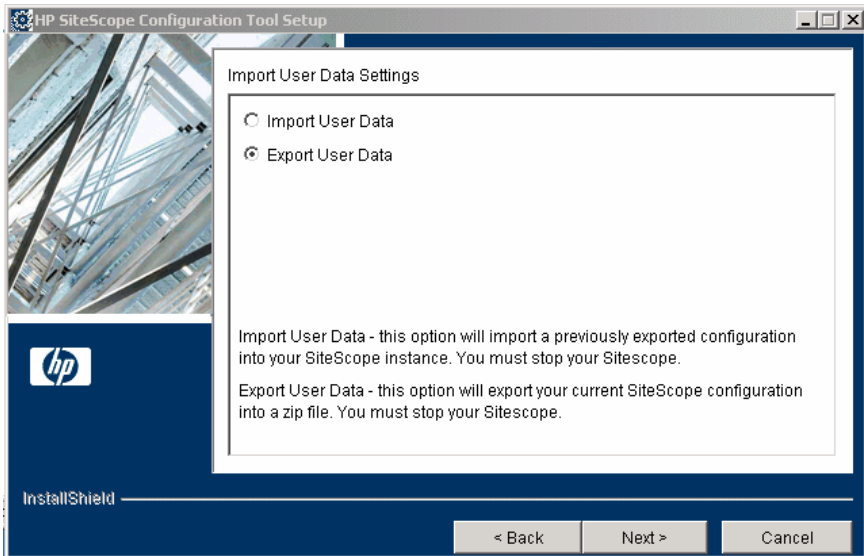 HP SiteScope Configuration Tool Setup
Import User Data Settings
Import User Data
Export User Data
Import User Data - this option will import a previously exported configuration
into your SiteScope instance. You must stop your Sitescope.
Export User Data - this option will export your current SiteScope configuration
into a zip file. You must stop your Sitescope.
hp
InstallShield
< Back
Next >
Cancel